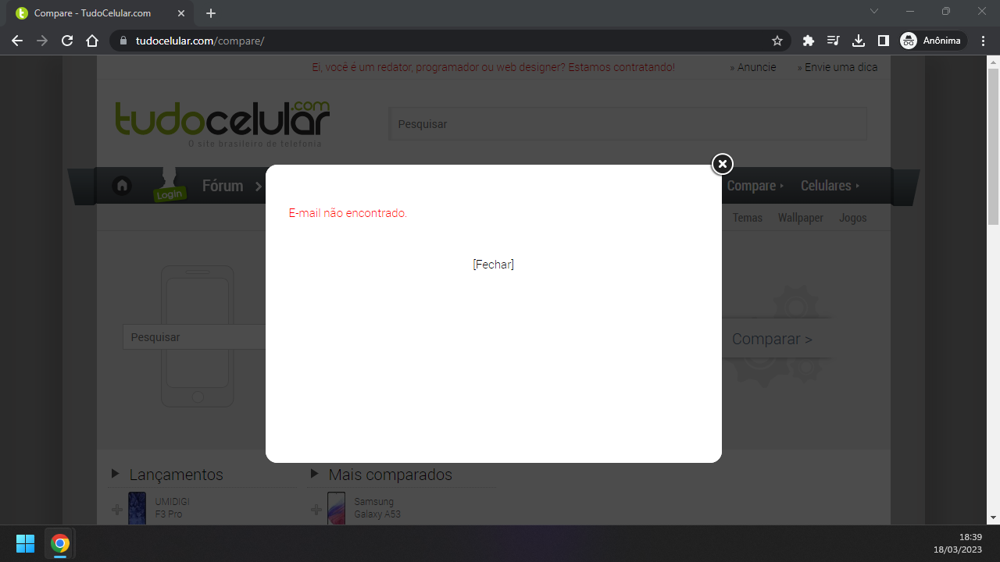 Compare - TudoCelular.com
tudocelular.com/compare/
Anônima
Ei, você é um redator, programador ou web designer? Estamos contratando!
» Anuncie
» Envie uma dica
tudocelular.com
O site brasileiro de telefonia
Pesquisar
Login
Fórum
Compare
Celulares
Temas
Wallpaper
Jogos
E-mail não encontrado.
[Fechar]
Pesquisar
Comparar >
Lançamentos
Mais comparados
UMIDIGI
F3 Pro
Samsung
Galaxy A53
18:39
18/03/2023